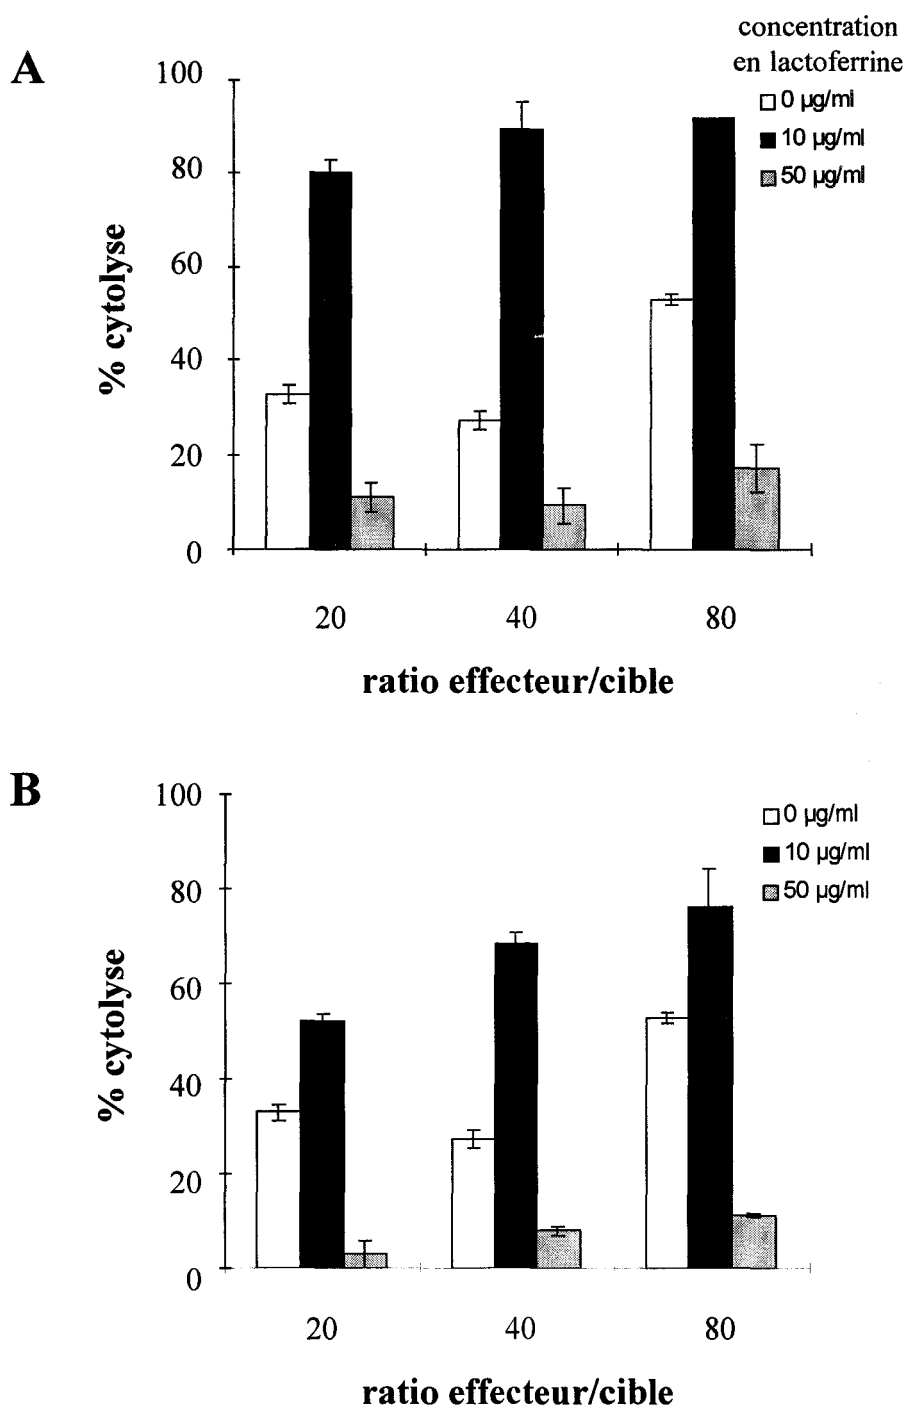 concentration
en lactoferrine
A
0 µg/ml
10 µg/ml
50 µg/ml
100
80
60
40
20
0
% cytolyse
20 40 80
ratio effecteur/cible
B
0 µg/ml
10 µg/ml
50 µg/ml
100
80
60
40
20
0
% cytolyse
20 40 80
ratio effecteur/cible